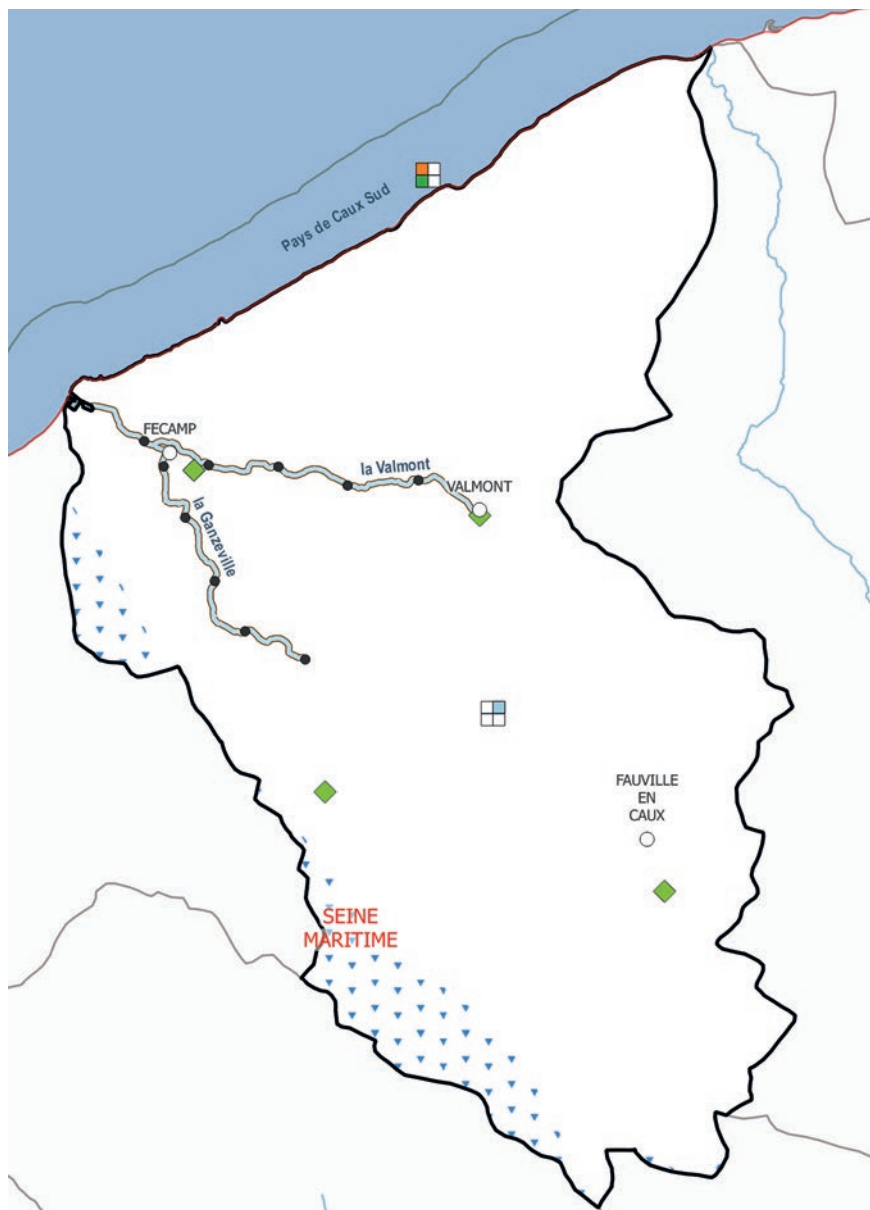 Pays de Caux Sud
FECAMP
la Valmont
VALMONT
la Ganzeville
FAUVILLE
EN
CAUX
SEINE
MARITIME